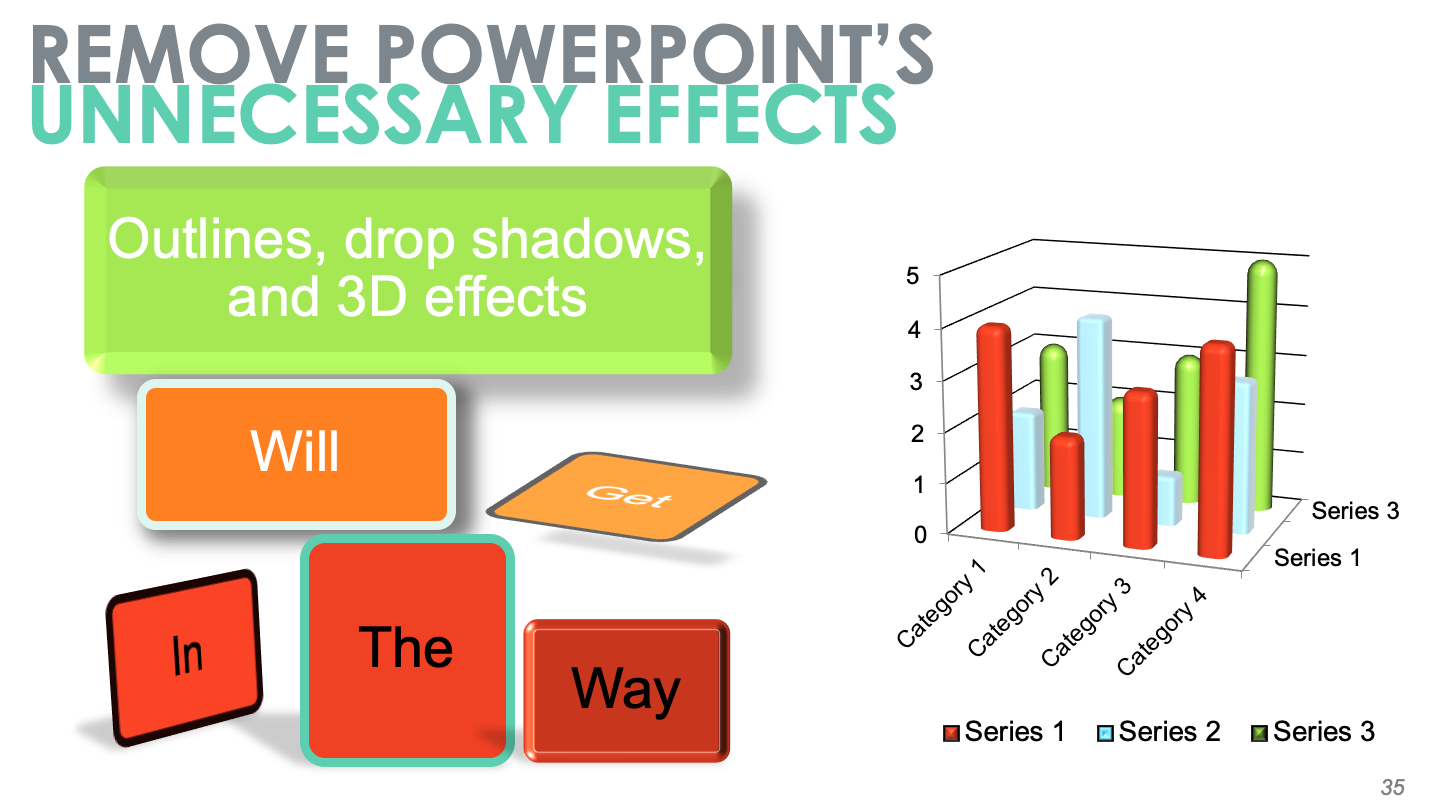 REMOVE POWERPOINT’S
UNNECESSARY EFFECTS
Outlines, drop shadows,
and 3D effects
Will
Get
In
The
Way
5
4
3
2
1
0
Category 1
Category 2
Category 3
Category 4
Series 3
Series 1
Series 1
Series 2
Series 3
35